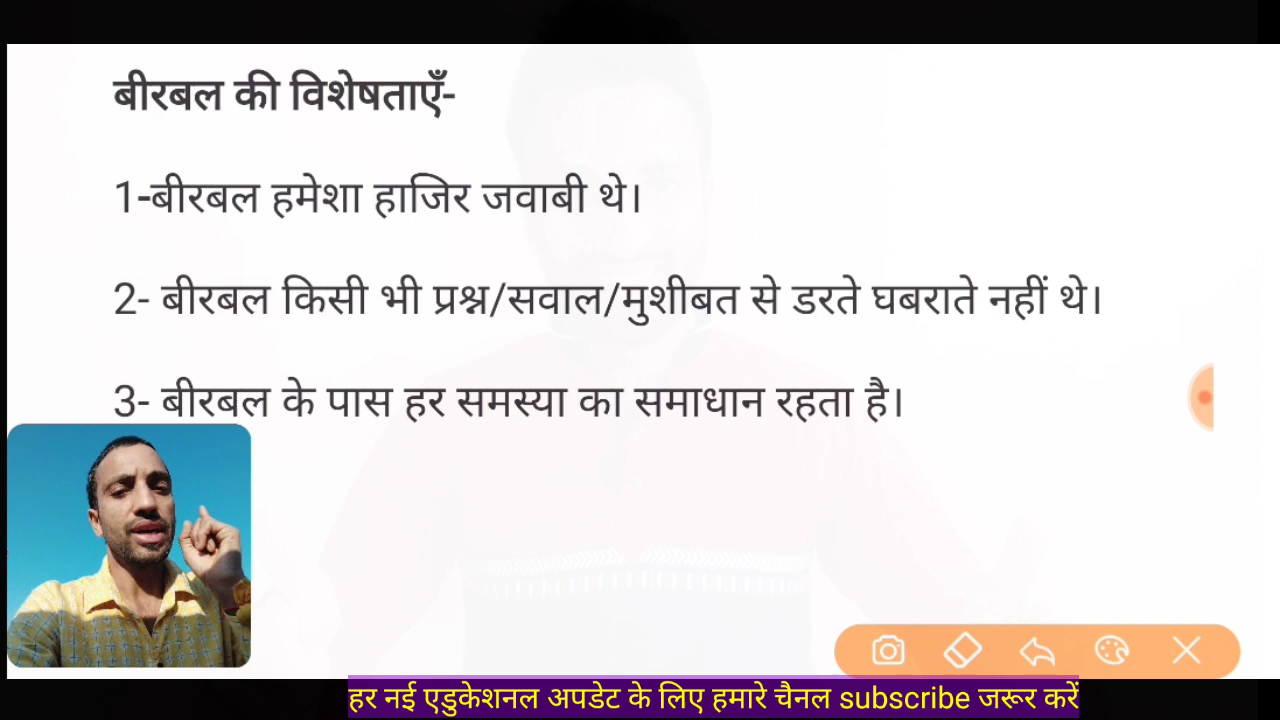 बीरबल की विशेषताएँ-
1-बीरबल हमेशा हाजिर जवाबी थे।
2- बीरबल किसी भी प्रश्न/सवाल/मुशीबत से डरते घबराते नहीं थे।
3- बीरबल के पास हर समस्या का समाधान रहता है।
हर नई एडुकेशनल अपडेट के लिए हमारे चैनल subscribe जरूर करें